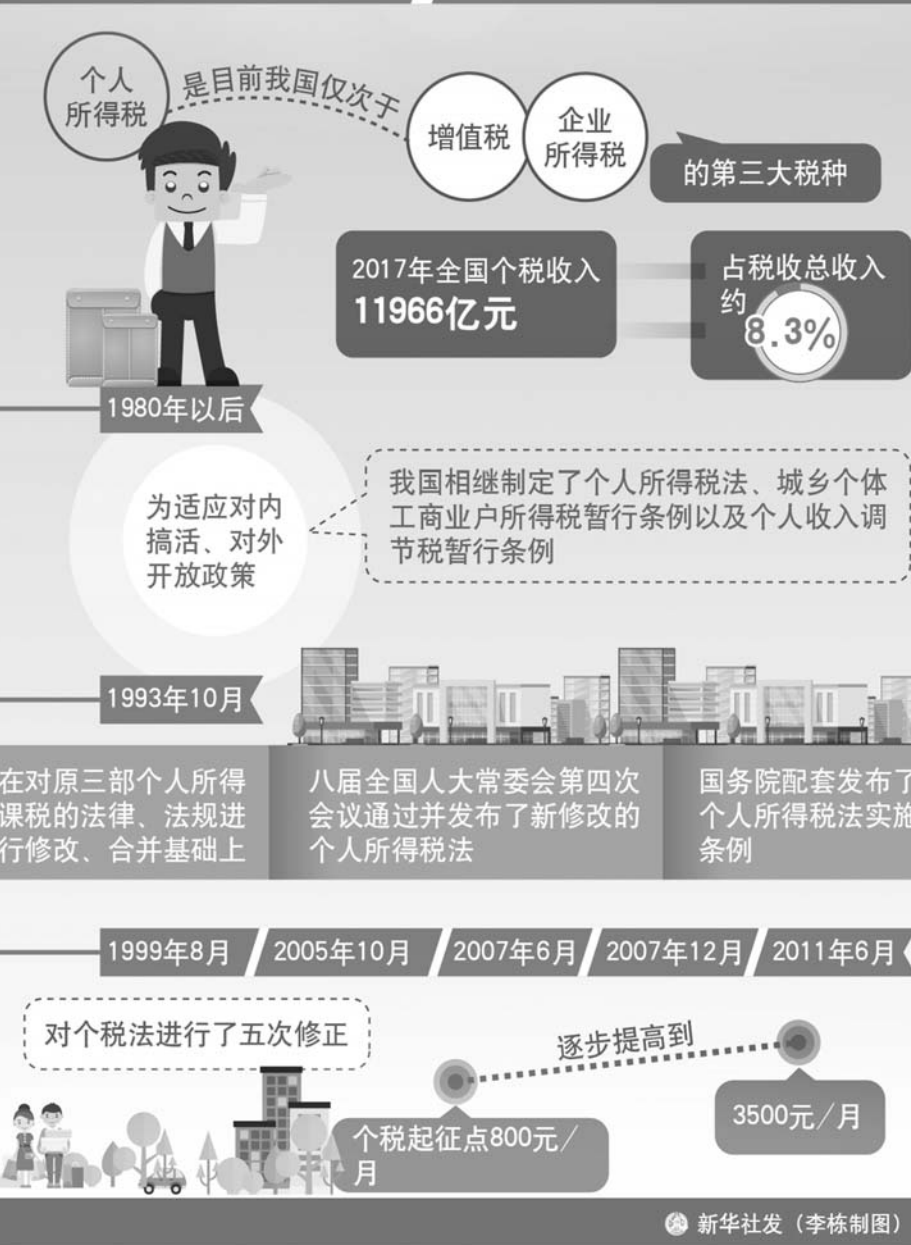 个人
所得税
是目前我国仅次于
增值税
企业
所得税
的第三大税种
2017年全国个税收入
11966亿元
占税收总收入
约
8.3%
1980年以后
为适应对内
搞活、对外
开放政策
我国相继制定了个人所得税法、城乡个体
工商业户所得税暂行条例以及个人收入调
节税暂行条例
1993年10月
在对原三部个人所得
课税的法律、法规进
行修改、合并基础上
八届全国人大常委会第四次
会议通过并发布了新修改的
个人所得税法
国务院配套发布了
个人所得税法实施
条例
1999年8月
2005年10月
2007年6月
2007年12月
2011年6月
对个税法进行了五次修正
个税起征点800元/
月
逐步提高到
3500元/月
新华社发（李栋制图）